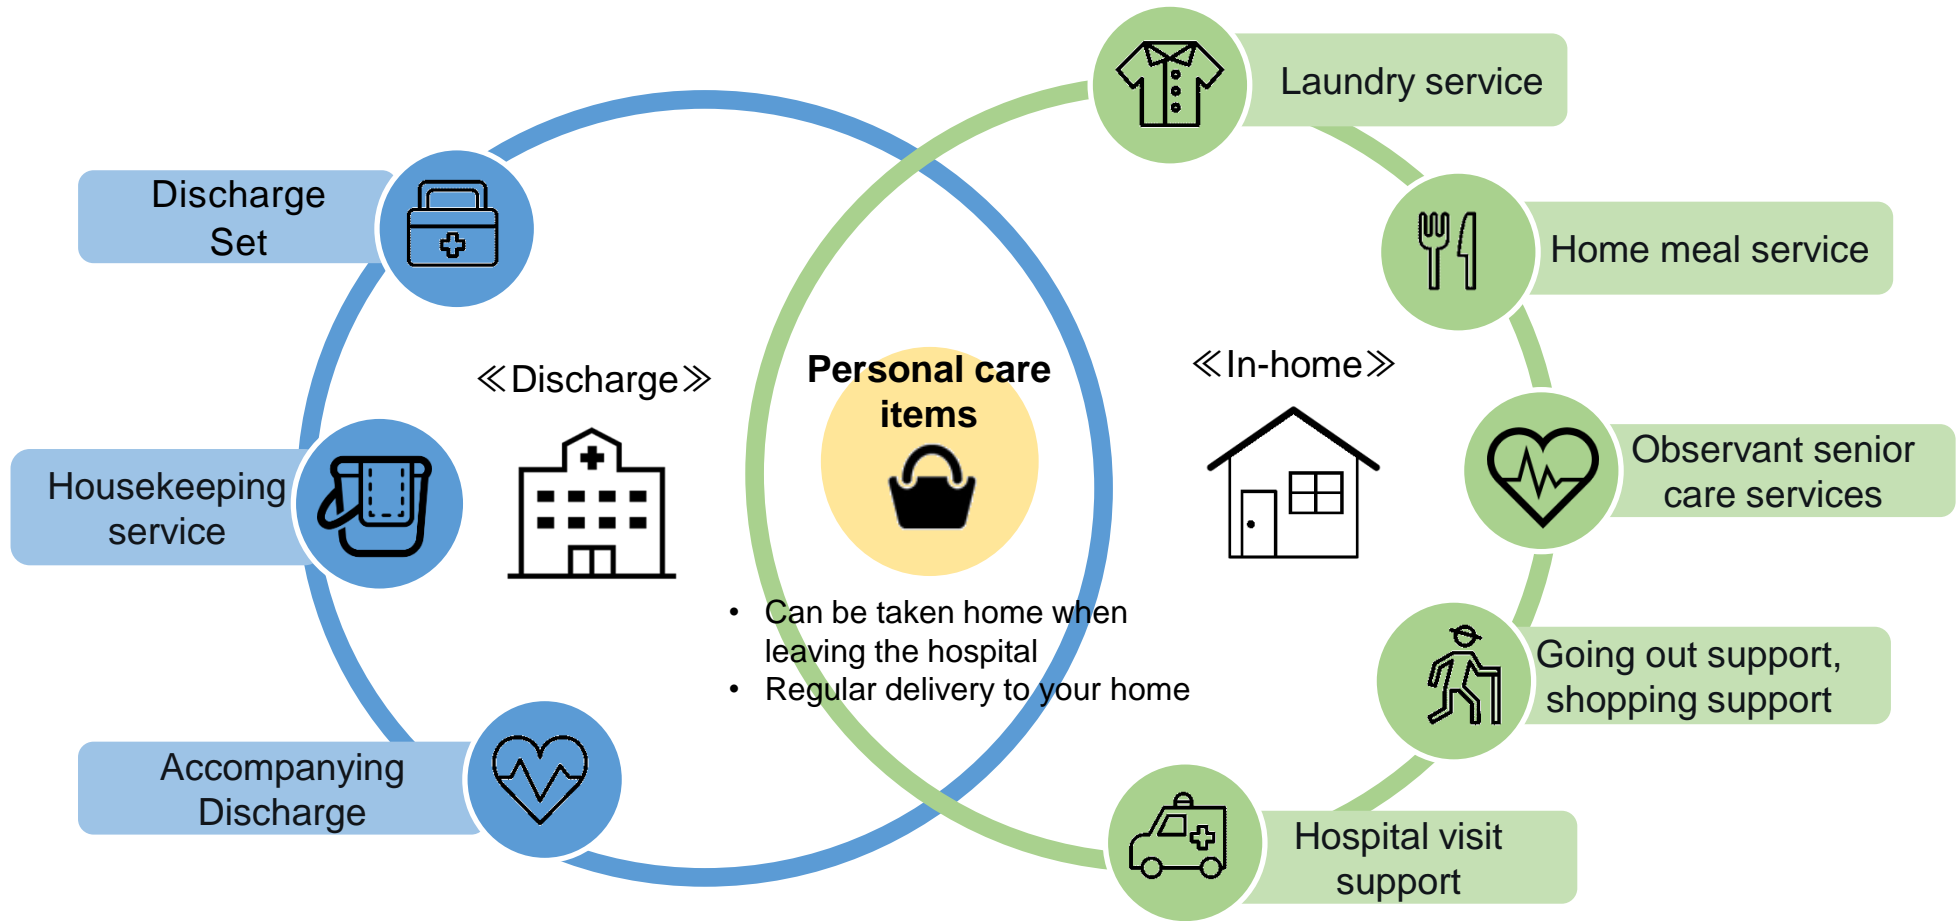 Discharge
Set
Housekeeping
service
Accompanying
Discharge
≪Discharge≫
Personal care
items
• Can be taken home when
leaving the hospital
• Regular delivery to your home
≪In-home≫
Laundry service
Home meal service
Observant senior
care services
Going out support,
shopping support
Hospital visit
support